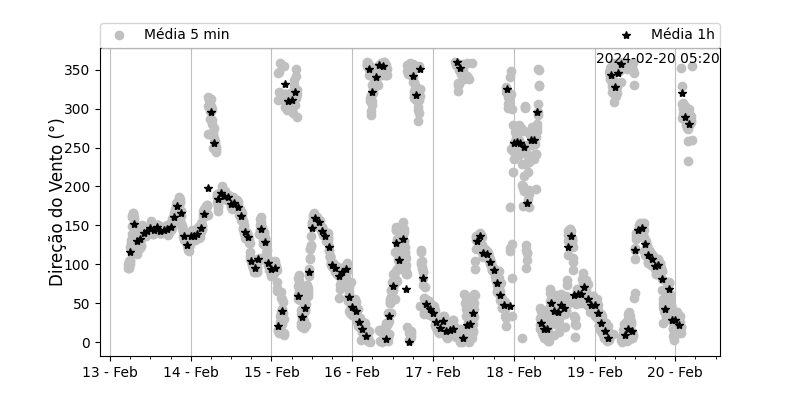 Média 5 min
Média 1h
2024-02-20 05:20
Direção do Vento (°)
350
300
250
200
150
100
50
0
13 - Feb
14 - Feb
15 - Feb
16 - Feb
17 - Feb
18 - Feb
19 - Feb
20 - Feb